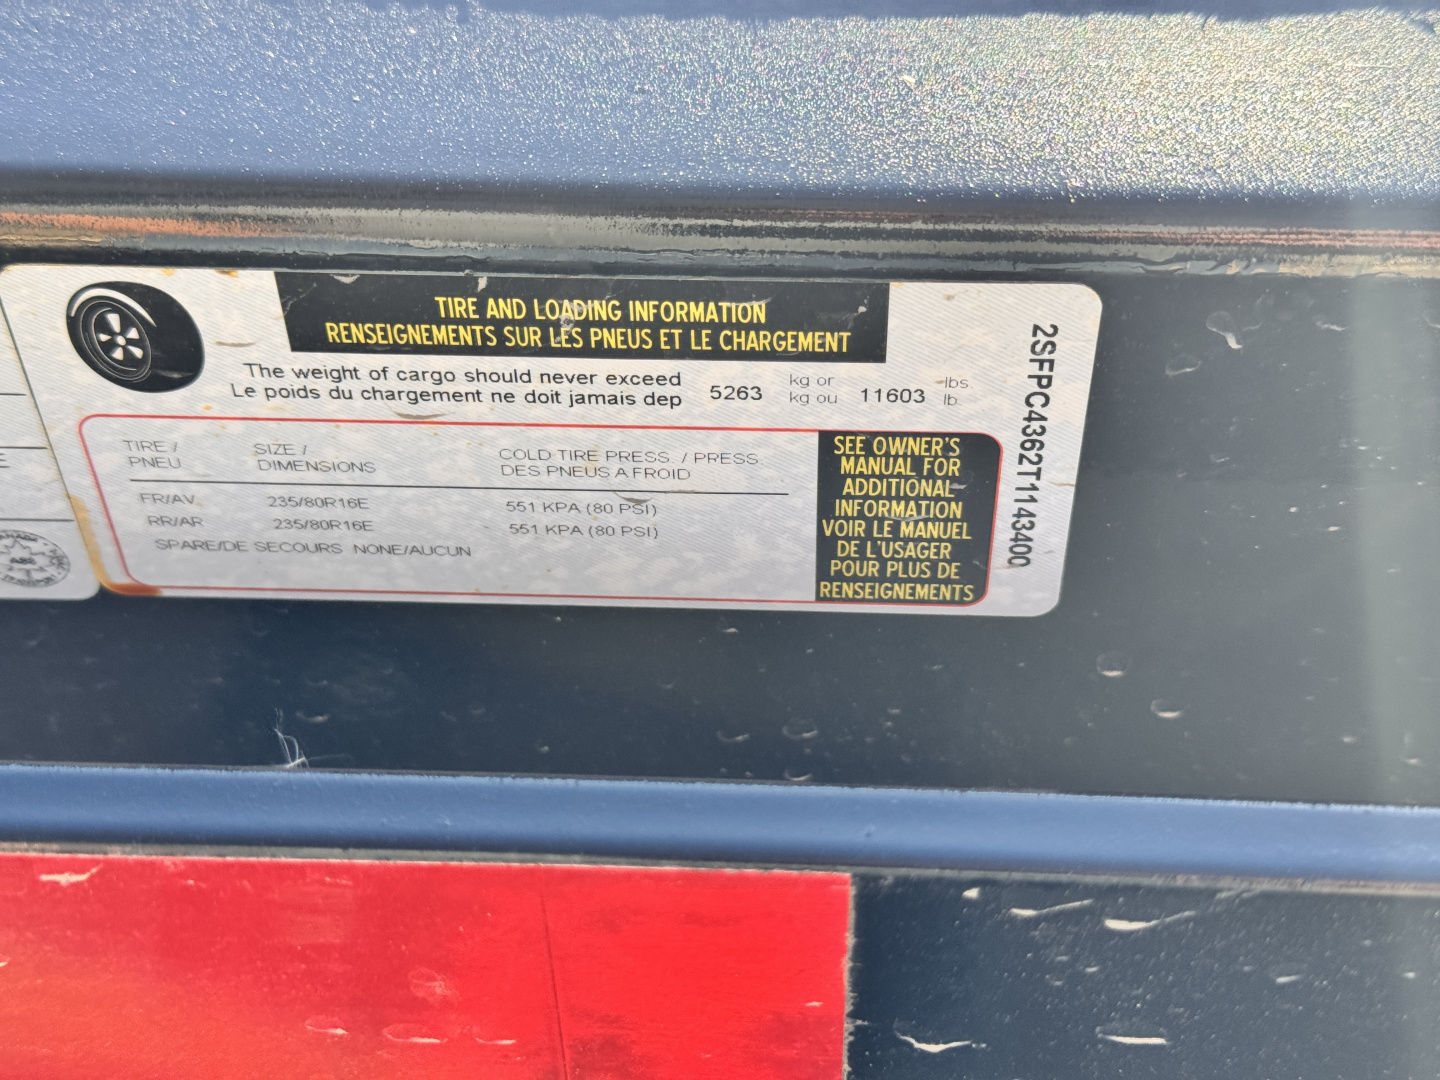 TIRE AND LOADING INFORMATION
RENSEIGNEMENTS SUR LES PNEUS ET LE CHARGEMENT
The weight of cargo should never exceed
Le poids du chargement ne doit jamais dep
5263 kg or kg ou 11603 lbs. lb.
TIRE / PNEU
SIZE / DIMENSIONS
COLD TIRE PRESS. / PRESS
DES PNEUS A FROID
FR/AV. 235/80R16E 551 KPA (80 PSI)
RR/AR 235/80R16E 551 KPA (80 PSI)
SPARE/DE SECOURS NONE/AUCUN
SEE OWNER'S
MANUAL FOR
ADDITIONAL
INFORMATION
VOIR LE MANUEL
DE L'USAGER
POUR PLUS DE
RENSEIGNEMENTS
2SFPC4362T1143400
E